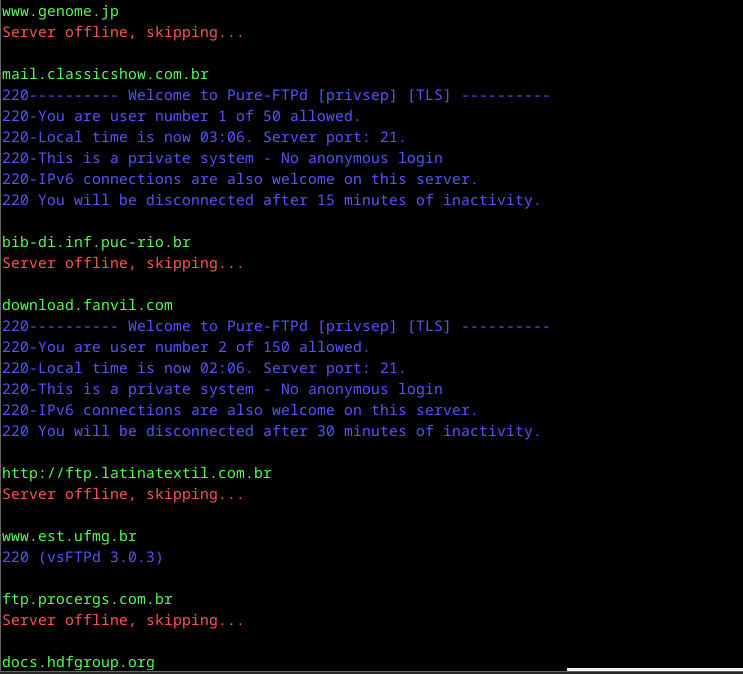 www.genome.jp
Server offline, skipping...
mail.classicshow.com.br
220---------- Welcome to Pure-FTPd [privsep] [TLS] ----------
220-You are user number 1 of 50 allowed.
220-Local time is now 03:06. Server port: 21.
220-This is a private system - No anonymous login
220-IPv6 connections are also welcome on this server.
220 You will be disconnected after 15 minutes of inactivity.
bib-di.inf.puc-rio.br
Server offline, skipping...
download.fanvil.com
220---------- Welcome to Pure-FTPd [privsep] [TLS] ----------
220-You are user number 2 of 150 allowed.
220-Local time is now 02:06. Server port: 21.
220-This is a private system - No anonymous login
220-IPv6 connections are also welcome on this server.
220 You will be disconnected after 30 minutes of inactivity.
http://ftp.latinatextil.com.br
Server offline, skipping...
www.est.ufmg.br
220 (vsFTPd 3.0.3)
ftp.procergs.com.br
Server offline, skipping...
docs.hdfgroup.org